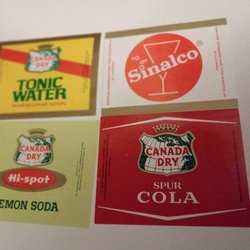 CANADA
DRY
TONIC
WATER
Sinalco
®
CANADA
DRY
Hi-spot
EMON SODA
CANADA
DRY
SPUR
COLA